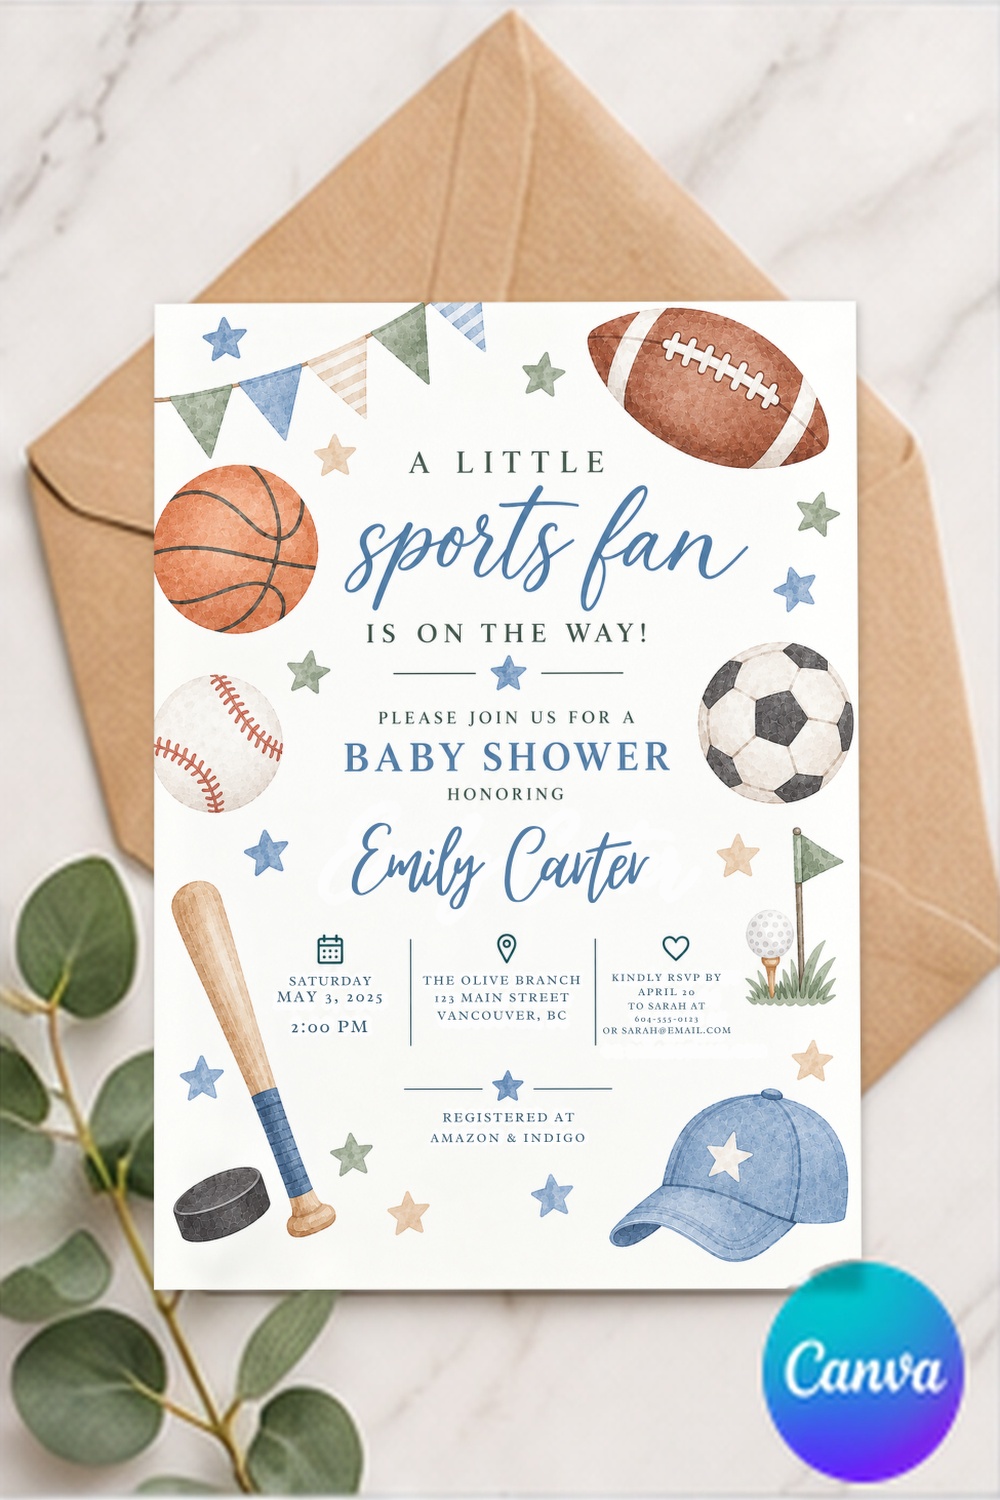 A LITTLE
sports fan
IS ON THE WAY!
PLEASE JOIN US FOR A
BABY SHOWER
HONORING
Emily Carter
SATURDAY
MAY 3, 2025
2:00 PM
THE OLIVE BRANCH
123 MAIN STREET
VANCOUVER, BC
KINDLY RSVP BY
APRIL 20
TO SARAH AT
604-555-0123
OR SARAH@EMAIL.COM
REGISTERED AT
AMAZON & INDIGO
Canva